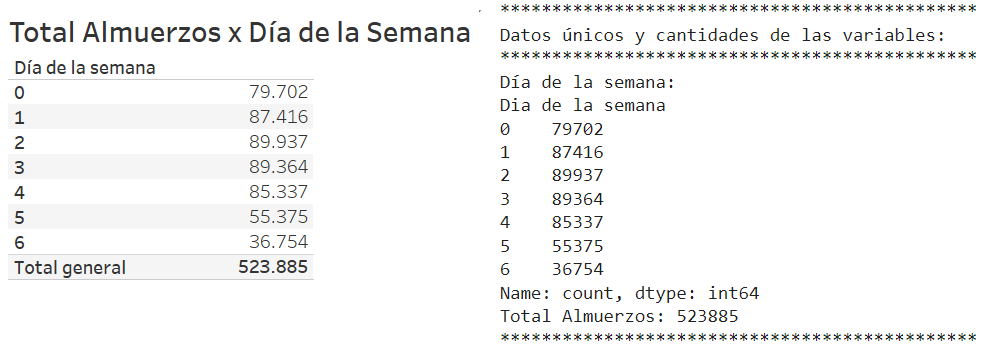 Total Almuerzos x Día de la Semana
Día de la semana
0 79.702
1 87.416
2 89.937
3 89.364
4 85.337
5 55.375
6 36.754
Total general 523.885
**********************************************
Datos únicos y cantidades de las variables:
**********************************************
Día de la semana:
Dia de la semana
0    79702
1    87416
2    89937
3    89364
4    85337
5    55375
6    36754
Name: count, dtype: int64
Total Almuerzos: 523885
**********************************************